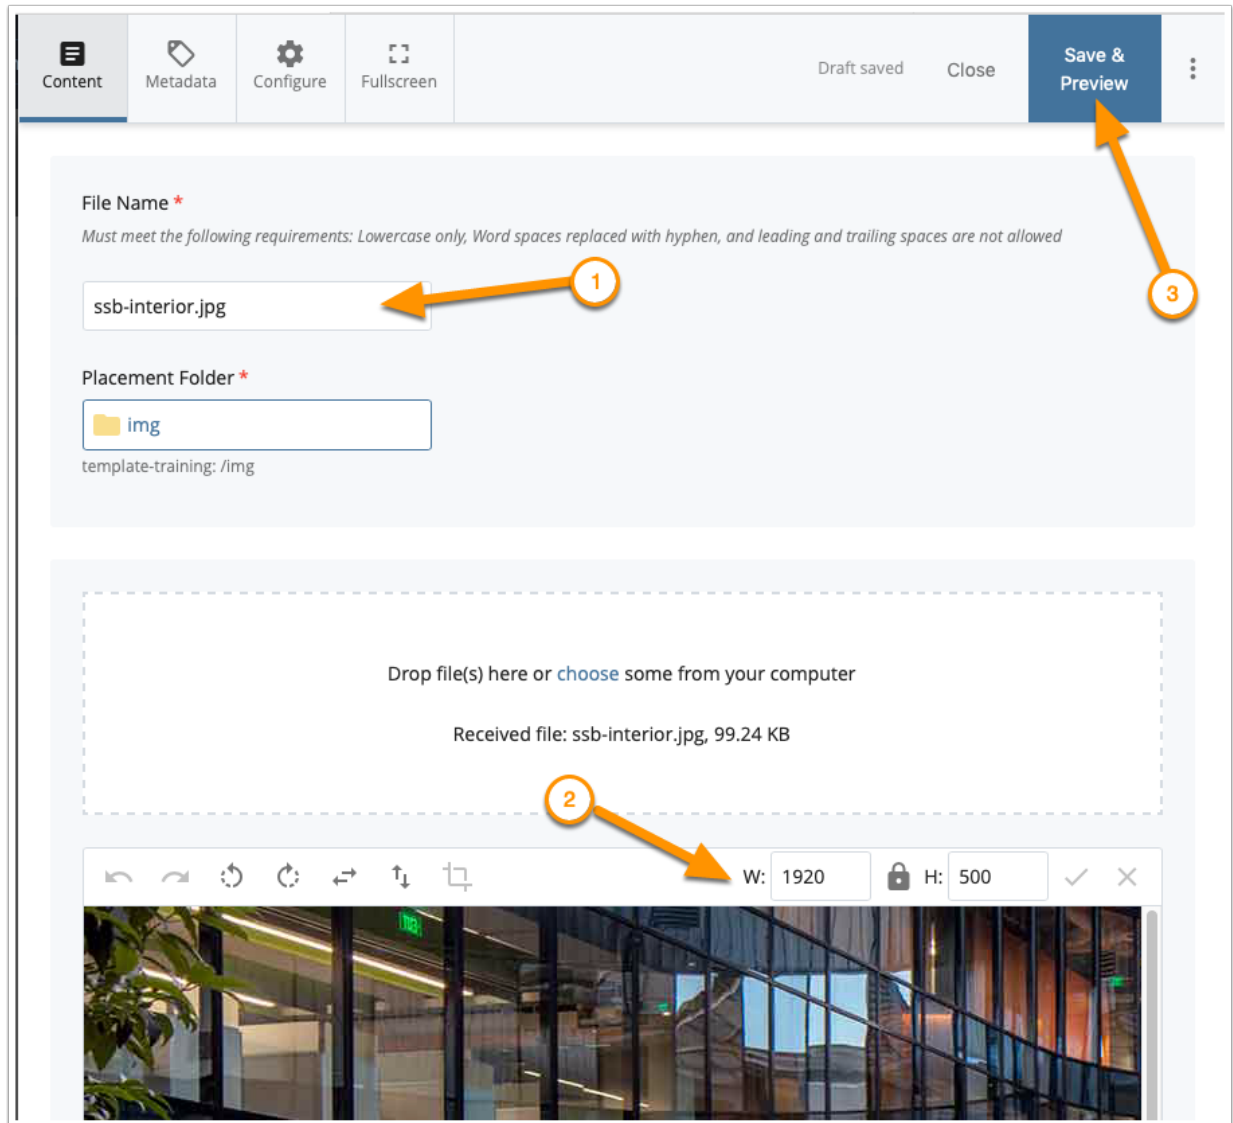 Content
Metadata
Configure
Fullscreen
Draft saved
Close
Save &
Preview
File Name *
Must meet the following requirements: Lowercase only, Word spaces replaced with hyphen, and leading and trailing spaces are not allowed
1
3
ssb-interior.jpg
Placement Folder *
img
template-training: /img
Drop file(s) here or choose some from your computer
Received file: ssb-interior.jpg, 99.24 KB
2
W: 1920 H: 500